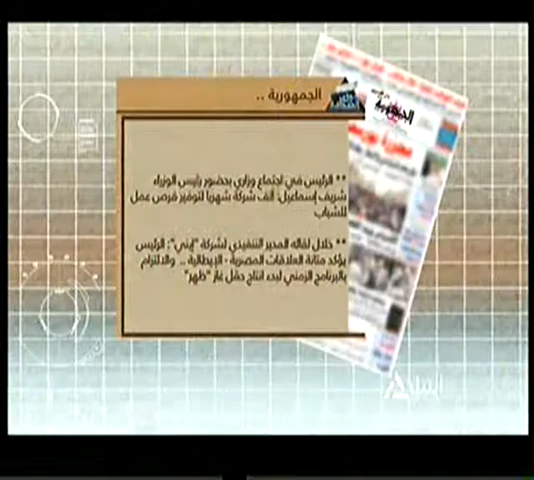 الجمهورية ..
** الرئيس في اجتماع وزاري بحضور رئيس الوزراء
شريف إسماعيل: ألف شركة شهريا لتوفير فرص عمل
للشباب
** خلال لقائه المدير التنفيذي لشركة "إيني": الرئيس
يؤكد متانة العلاقات المصرية - الإيطالية .. والالتزام
بالبرنامج الزمني لبدء انتاج حقل غاز "ظهر"
الجمهورية